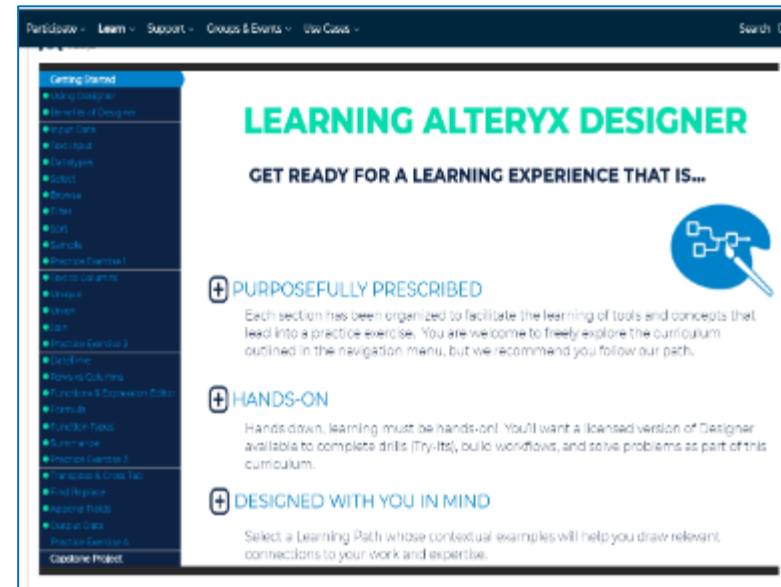 Participate Learn Support Groups & Events Use Cases Search
Getting Started
Using Designer
Benefits of Designer
Input Data
Text Input
Datatypes
Select
Browse
Filter
Sort
Sample
Practice Exercise 1
Text to Columns
Unique
Union
Join
Practice Exercise 2
DateTime
Rows vs Columns
Functions & Expression Editor
Formula
Function Types
Summarize
Practice Exercise 3
Transpose & Cross Tab
Find Replace
Append Fields
Output Data
Practice Exercise 4
Capstone Project
LEARNING ALTERYX DESIGNER
GET READY FOR A LEARNING EXPERIENCE THAT IS...
PURPOSEFULLY PRESCRIBED
Each section has been organized to facilitate the learning of tools and concepts that
lead into a practice exercise. You are welcome to freely explore the curriculum
outlined in the navigation menu, but we recommend you follow our path.
HANDS-ON
Hands down, learning must be hands-on! You'll want a licensed version of Designer
available to complete drills (Try-Its), build workflows, and solve problems as part of this
curriculum.
DESIGNED WITH YOU IN MIND
Select a Learning Path whose contextual examples will help you draw relevant
connections to your work and expertise.